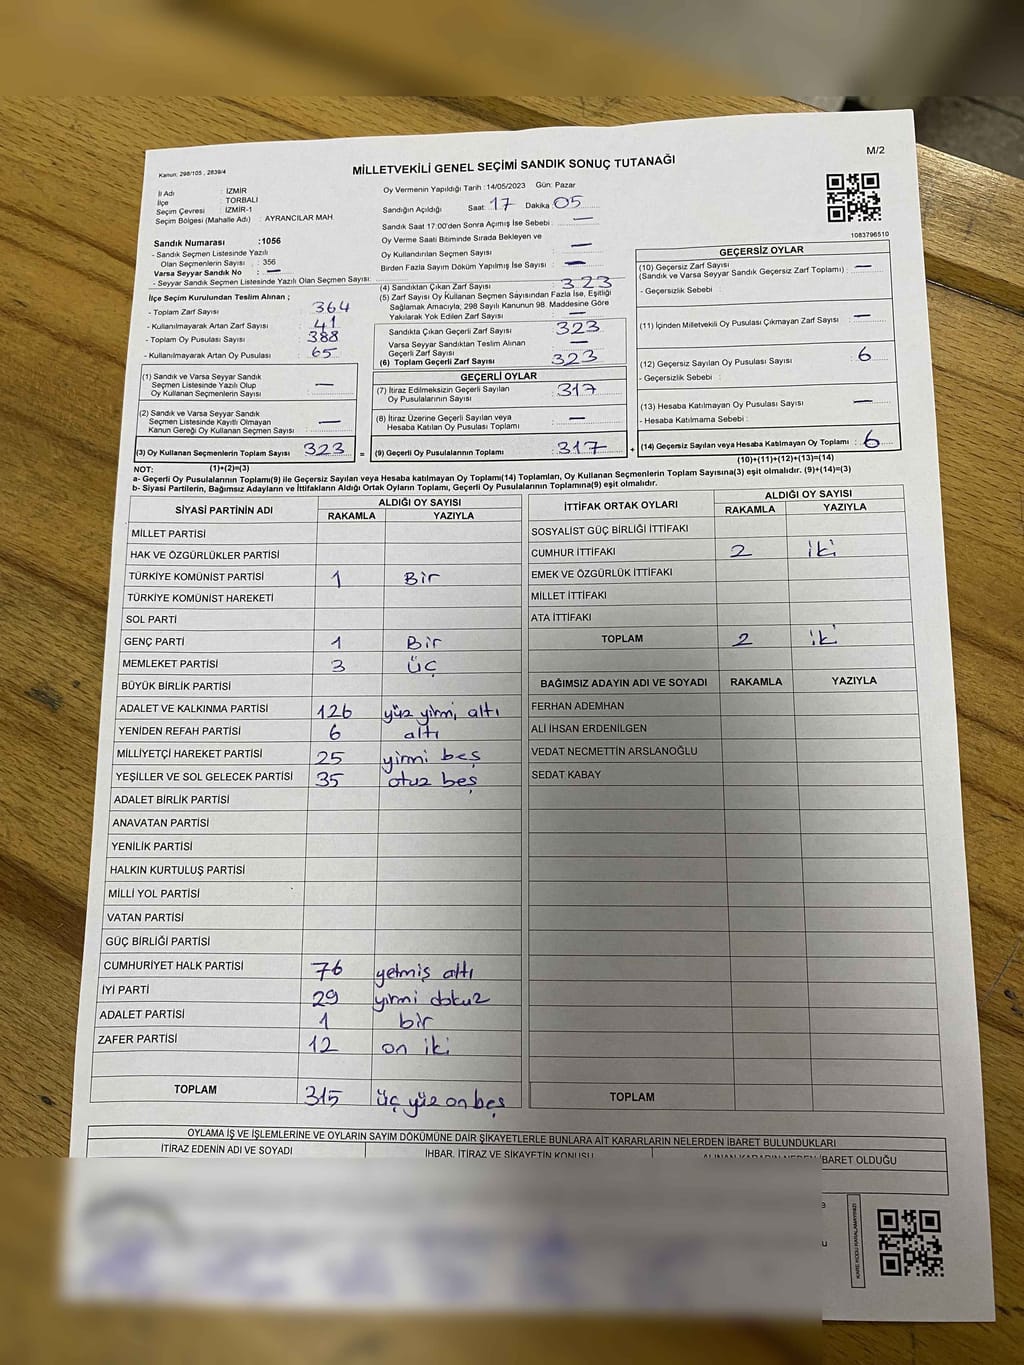 Kanun: 298/105 , 2839/4
MİLLETVEKİLİ GENEL SEÇİMİ SANDIK SONUÇ TUTANAĞI
M/2
İl Adı : İZMİR
İlçe : TORBALI
Seçim Çevresi : İZMİR-1
Seçim Bölgesi (Mahalle Adı) : AYRANCILAR MAH.
Oy Vermenin Yapıldığı Tarih : 14/05/2023 Gün: Pazar
Sandığın Açıldığı Saat: 17 Dakika : 05
Sandık Saat 17:00'den Sonra Açımış İse Sebebi : —
Oy Verme Saati Bitiminde Sırada Bekleyen ve
Oy Kullandırılan Seçmen Sayısı : —
Birden Fazla Sayım Döküm Yapılmış İse Sayısı : —
1083796510
Sandık Numarası :1056
- Sandık Seçmen Listesinde Yazılı
Olan Seçmenlerin Sayısı : 356
Varsa Seyyar Sandık No : —
- Seyyar Sandık Seçmen Listesinde Yazılı Olan Seçmen Sayısı:
İlçe Seçim Kurulundan Teslim Alınan ;
- Toplam Zarf Sayısı : 364
- Kullanılmayarak Artan Zarf Sayısı : 41
- Toplam Oy Pusulası Sayısı : 388
- Kullanılmayarak Artan Oy Pusulası : 65
(1) Sandık ve Varsa Seyyar Sandık
Seçmen Listesinde Yazılı Olup
Oy Kullanan Seçmenlerin Sayısı : —
(2) Sandık ve Varsa Seyyar Sandık
Seçmen Listesinde Kayıtlı Olmayan
Kanun Gereği Oy Kullanan Seçmen Sayısı : —
(3) Oy Kullanan Seçmenlerin Toplam Sayısı : 323
(1)+(2)=(3)
(4) Sandıktan Çıkan Zarf Sayısı : 323
(5) Zarf Sayısı Oy Kullanan Seçmen Sayısından Fazla İse, Eşitliği
Sağlamak Amacıyla, 298 Sayılı Kanunun 98. Maddesine Göre
Yakılarak Yok Edilen Zarf Sayısı : —
Sandıkta Çıkan Geçerli Zarf Sayısı : 323
Varsa Seyyar Sandıktan Teslim Alınan
Geçerli Zarf Sayısı : —
(6) Toplam Geçerli Zarf Sayısı : 323
GEÇERLİ OYLAR
(7) İtiraz Edilmeksizin Geçerli Sayılan
Oy Pusulalarının Sayısı : 317
(8) İtiraz Üzerine Geçerli Sayılan veya
Hesaba Katılan Oy Pusulası Toplamı : —
= (9) Geçerli Oy Pusulalarının Toplamı : 317 +
GEÇERSİZ OYLAR
(10) Geçersiz Zarf Sayısı : —
(Sandık ve Varsa Seyyar Sandık Geçersiz Zarf Toplamı)
- Geçersizlik Sebebi :
(11) İçinden Milletvekili Oy Pusulası Çıkmayan Zarf Sayısı : —
(12) Geçersiz Sayılan Oy Pusulası Sayısı : 6
- Geçersizlik Sebebi :
(13) Hesaba Katılmayan Oy Pusulası Sayısı : —
- Hesaba Katılmama Sebebi :
(14) Geçersiz Sayılan veya Hesaba Katılmayan Oy Toplamı : 6
(10)+(11)+(12)+(13)=(14)
NOT:
a- Geçerli Oy Pusulalarının Toplamı(9) ile Geçersiz Sayılan veya Hesaba katılmayan Oy Toplamı(14) Toplamları, Oy Kullanan Seçmenlerin Toplam Sayısına(3) eşit olmalıdır. (9)+(14)=(3)
b- Siyasi Partilerin, Bağımsız Adayların ve İttifakların Aldığı Ortak Oyların Toplamı, Geçerli Oy Pusulalarının Toplamına(9) eşit olmalıdır.
SİYASİ PARTİNİN ADI ALDIĞI OY SAYISI
RAKAMLA YAZIYLA
MİLLET PARTİSİ
HAK VE ÖZGÜRLÜKLER PARTİSİ
TÜRKİYE KOMÜNİST PARTİSİ 1 Bir
TÜRKİYE KOMÜNİST HAREKETİ
SOL PARTİ
GENÇ PARTİ 1 Bir
MEMLEKET PARTİSİ 3 üç
BÜYÜK BİRLİK PARTİSİ
ADALET VE KALKINMA PARTİSİ 126 yüz yirmi altı
YENİDEN REFAH PARTİSİ 6 altı
MİLLİYETÇİ HAREKET PARTİSİ 25 yirmi beş
YEŞİLLER VE SOL GELECEK PARTİSİ 35 otuz beş
ADALET BİRLİK PARTİSİ
ANAVATAN PARTİSİ
YENİLİK PARTİSİ
HALKIN KURTULUŞ PARTİSİ
MİLLİ YOL PARTİSİ
VATAN PARTİSİ
GÜÇ BİRLİĞİ PARTİSİ
CUMHURİYET HALK PARTİSİ 76 yetmiş altı
İYİ PARTİ 29 yirmi dokuz
ADALET PARTİSİ 1 bir
ZAFER PARTİSİ 12 on iki
TOPLAM 315 üç yüz on beş
İTTİFAK ORTAK OYLARI ALDIĞI OY SAYISI
RAKAMLA YAZIYLA
SOSYALİST GÜÇ BİRLİĞİ İTTİFAKI
CUMHUR İTTİFAKI 2 iki
EMEK VE ÖZGÜRLÜK İTTİFAKI
MİLLET İTTİFAKI
ATA İTTİFAKI
TOPLAM 2 iki
BAĞIMSIZ ADAYIN ADI VE SOYADI RAKAMLA YAZIYLA
FERHAN ADEMHAN
ALİ İHSAN ERDENİLGEN
VEDAT NECMETTİN ARSLANOĞLU
SEDAT KABAY
TOPLAM
OYLAMA İŞ VE İŞLEMLERİNE VE OYLARIN SAYIM DÖKÜMÜNE DAİR ŞİKAYETLERLE BUNLARA AİT KARARLARIN NELERDEN İBARET BULUNDUKLARI
İTİRAZ EDENİN ADI VE SOYADI İHBAR, İTİRAZ VE ŞİKAYETİN KONUSU ALINAN KARARIN NEDEN İBARET OLDUĞU